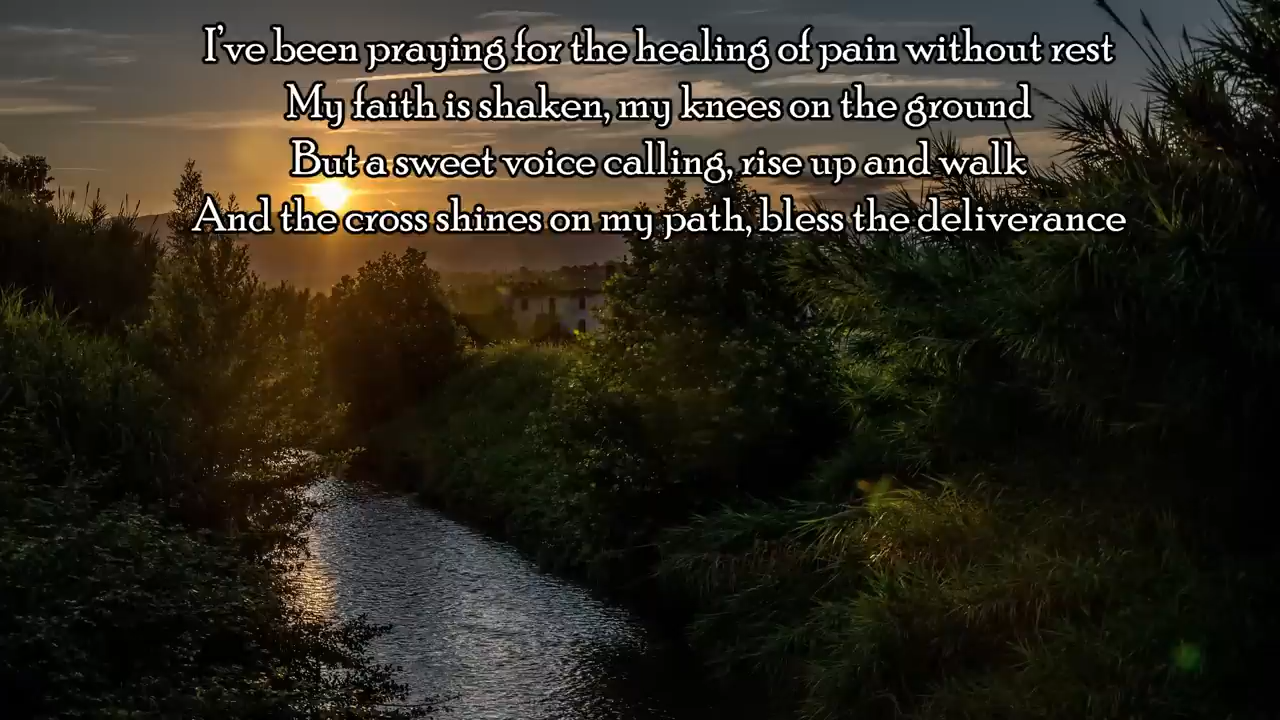 I've been praying for the healing of pain without rest
My faith is shaken, my knees on the ground
But a sweet voice calling, rise up and walk
And the cross shines on my path, bless the deliverance